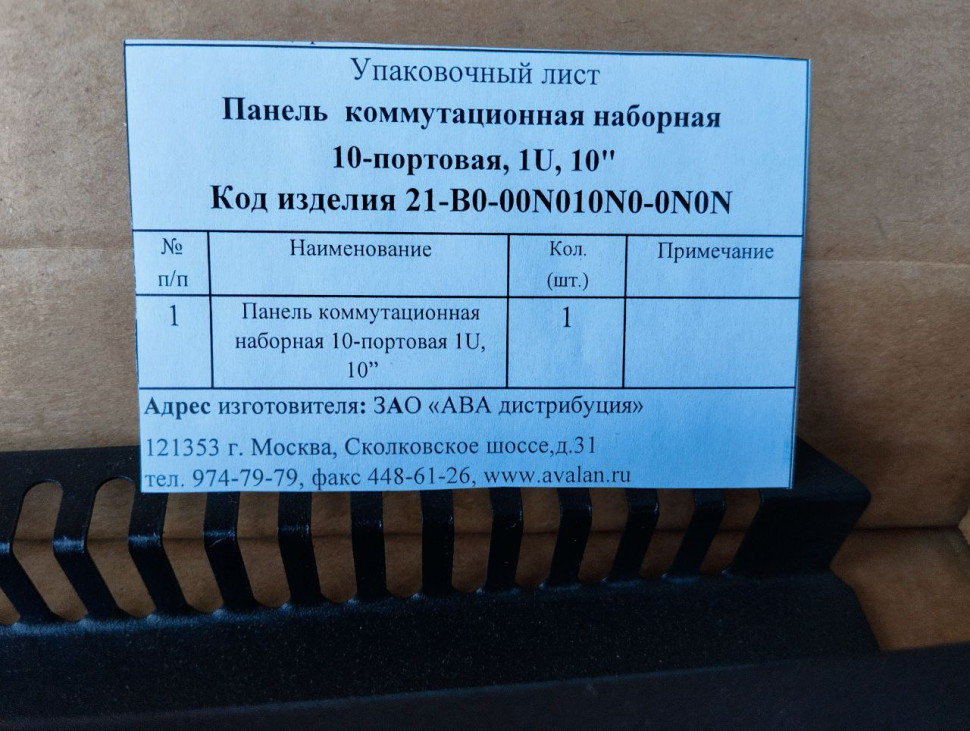 Упаковочный лист
Панель коммутационная наборная
10-портовая, 1U, 10"
Код изделия 21-B0-00N010N0-0N0N
№ п/п Наименование Кол. (шт.) Примечание
1 Панель коммутационная 1
наборная 10-портовая 1U,
10”
Адрес изготовителя: ЗАО «АВА дистрибуция»
121353 г. Москва, Сколковское шоссе,д.31
тел. 974-79-79, факс 448-61-26, www.avalan.ru